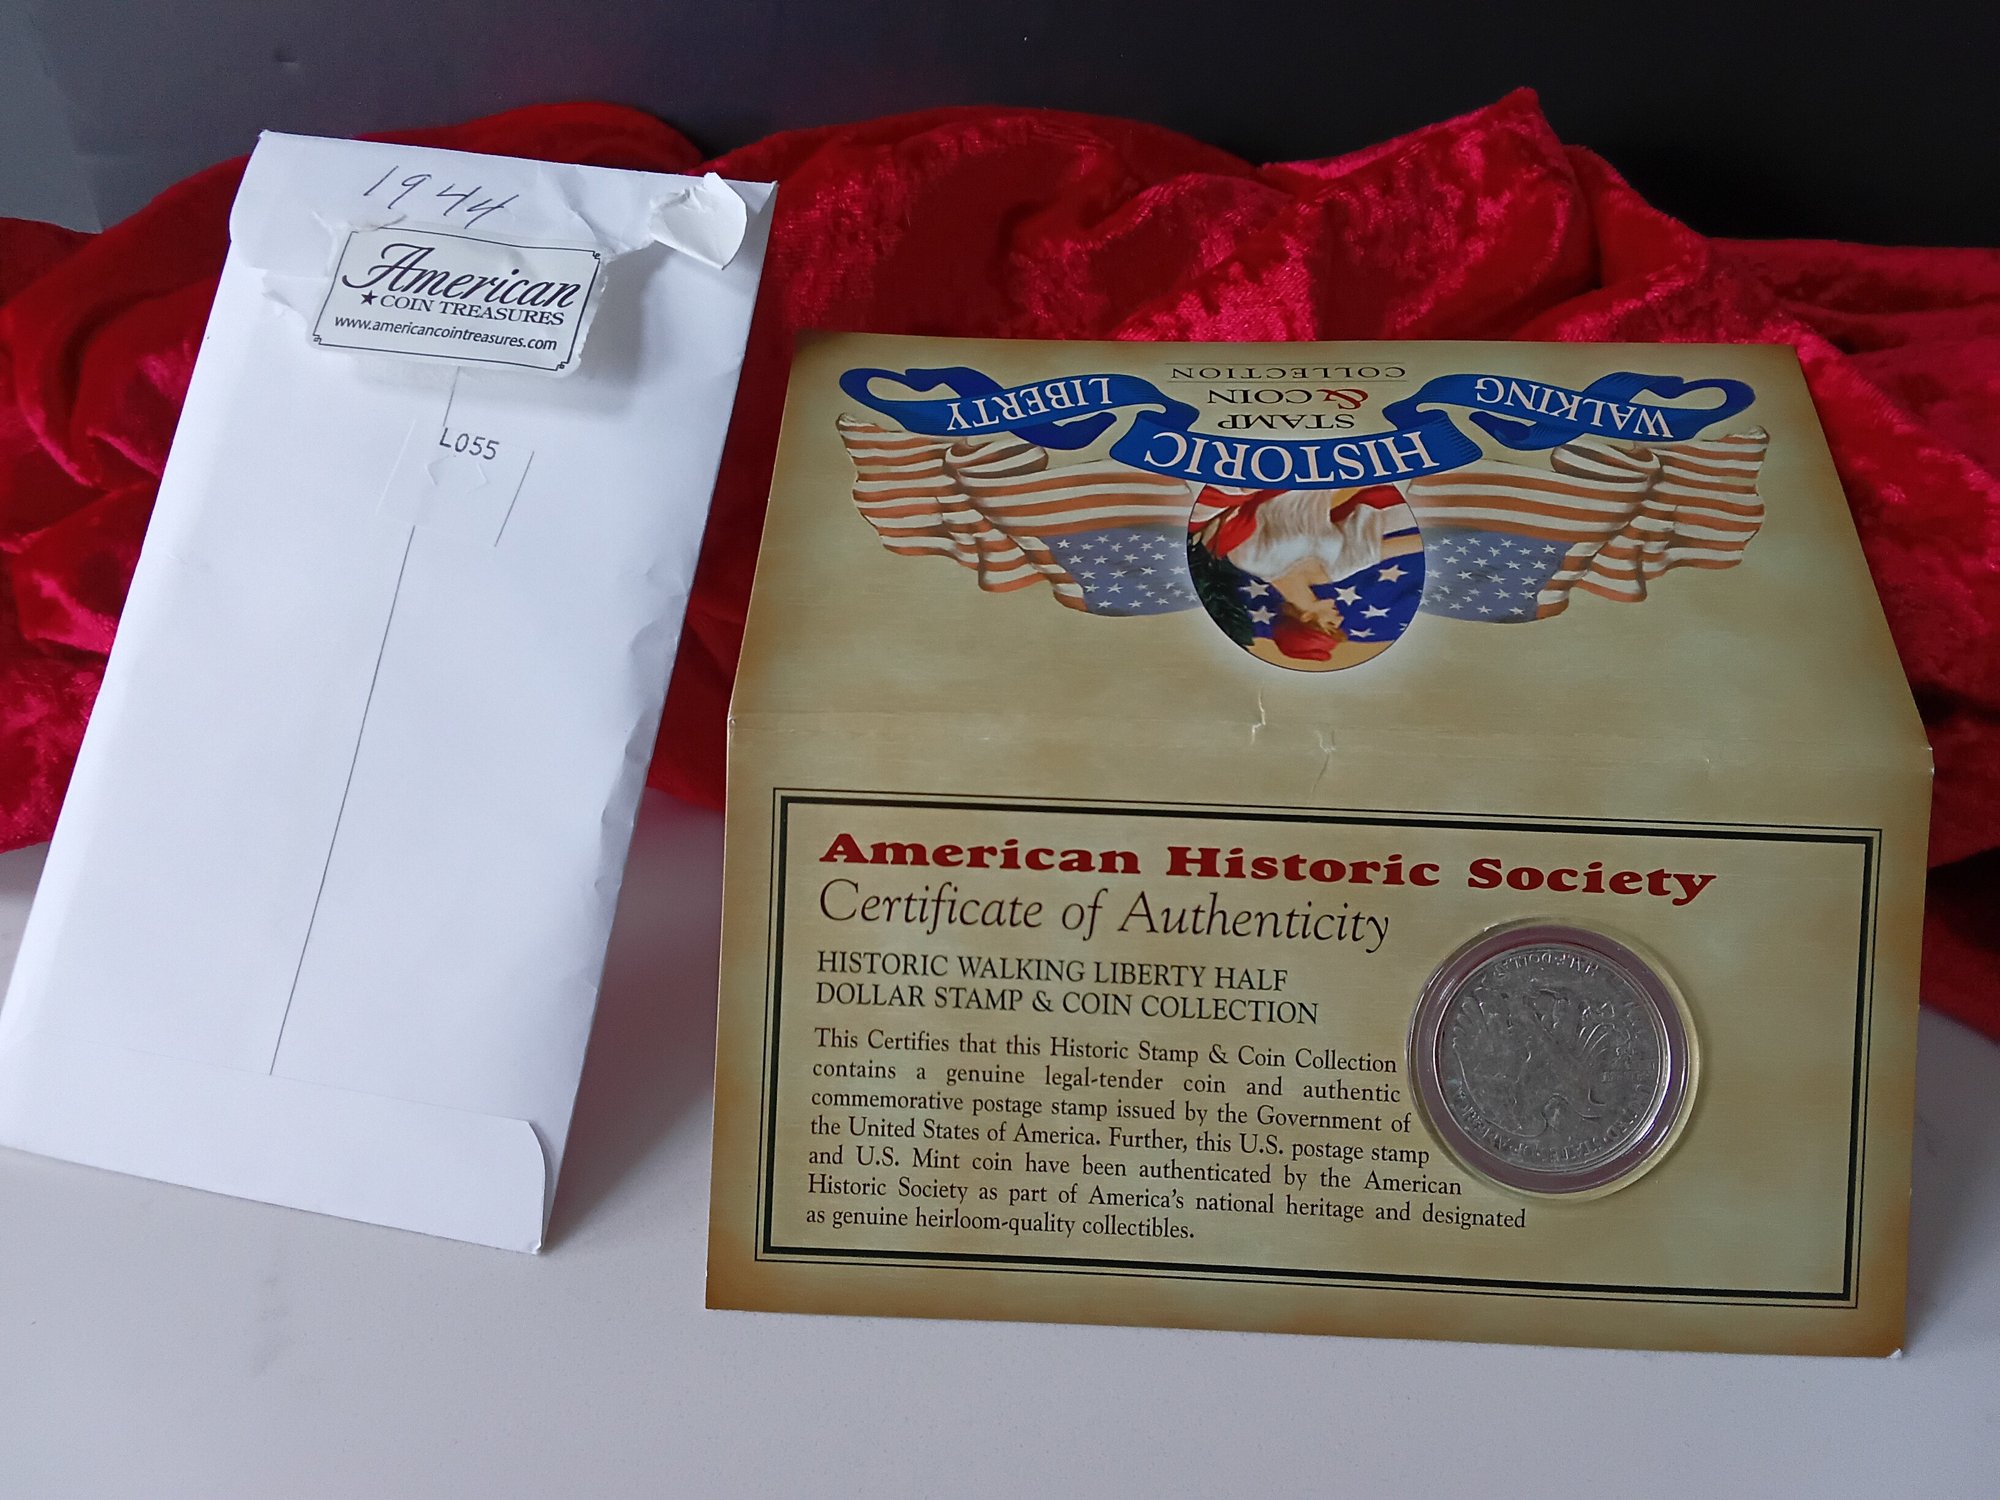 1944
American
★ COIN TREASURES
www.americancointreasures.com
L055
WALKING
LIBERTY
HISTORIC
STAMP
& COIN
COLLECTION
American Historic Society
Certificate of Authenticity
HISTORIC WALKING LIBERTY HALF
DOLLAR STAMP & COIN COLLECTION
This Certifies that this Historic Stamp & Coin Collection
contains a genuine legal-tender coin and authentic
commemorative postage stamp issued by the Government of
the United States of America. Further, this U.S. postage stamp
and U.S. Mint coin have been authenticated by the American
Historic Society as part of America's national heritage and designated
as genuine heirloom-quality collectibles.
HALF DOLLAR